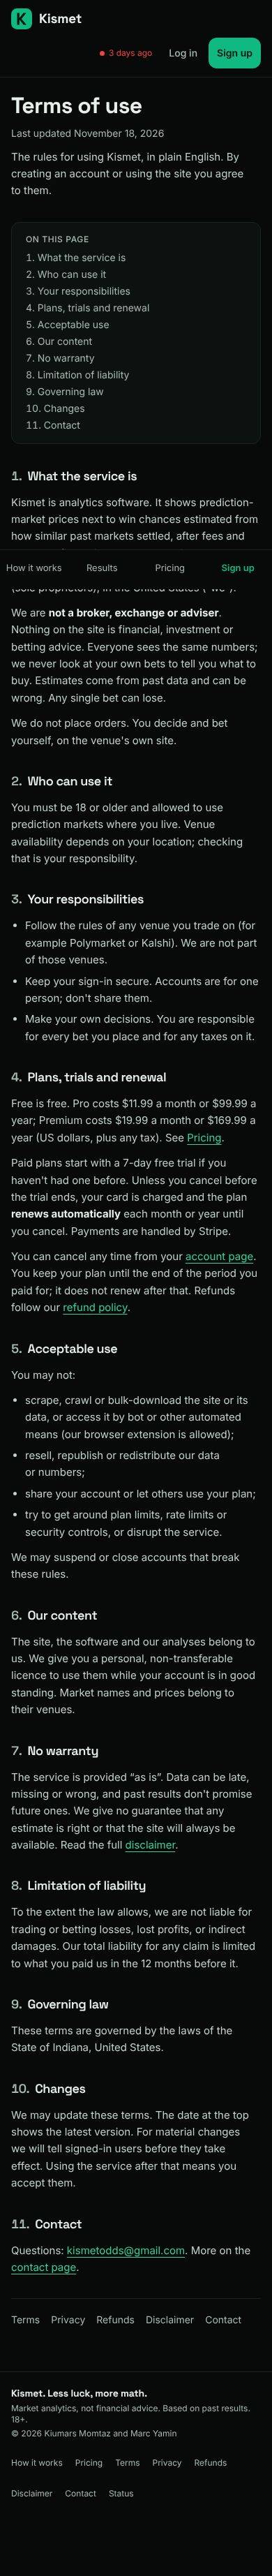 K Kismet
3 days ago Log in Sign up
Terms of use
Last updated November 18, 2026
The rules for using Kismet, in plain English. By
creating an account or using the site you agree
to them.
ON THIS PAGE
1. What the service is
2. Who can use it
3. Your responsibilities
4. Plans, trials and renewal
5. Acceptable use
6. Our content
7. No warranty
8. Limitation of liability
9. Governing law
10. Changes
11. Contact
1. What the service is
Kismet is analytics software. It shows prediction-
market prices next to win chances estimated from
how similar past markets settled, after fees and
How it works Results Pricing Sign up
(sole proprietors), in the United States ("we").
We are not a broker, exchange or adviser.
Nothing on the site is financial, investment or
betting advice. Everyone sees the same numbers;
we never look at your own bets to tell you what to
buy. Estimates come from past data and can be
wrong. Any single bet can lose.
We do not place orders. You decide and bet
yourself, on the venue's own site.
2. Who can use it
You must be 18 or older and allowed to use
prediction markets where you live. Venue
availability depends on your location; checking
that is your responsibility.
3. Your responsibilities
• Follow the rules of any venue you trade on (for
example Polymarket or Kalshi). We are not part
of those venues.
• Keep your sign-in secure. Accounts are for one
person; don't share them.
• Make your own decisions. You are responsible
for every bet you place and for any taxes on it.
4. Plans, trials and renewal
Free is free. Pro costs $11.99 a month or $99.99 a
year; Premium costs $19.99 a month or $169.99 a
year (US dollars, plus any tax). See Pricing.
Paid plans start with a 7-day free trial if you
haven't had one before. Unless you cancel before
the trial ends, your card is charged and the plan
renews automatically each month or year until
you cancel. Payments are handled by Stripe.
You can cancel any time from your account page.
You keep your plan until the end of the period you
paid for; it does not renew after that. Refunds
follow our refund policy.
5. Acceptable use
You may not:
• scrape, crawl or bulk-download the site or its
data, or access it by bot or other automated
means (our browser extension is allowed);
• resell, republish or redistribute our data
or numbers;
• share your account or let others use your plan;
• try to get around plan limits, rate limits or
security controls, or disrupt the service.
We may suspend or close accounts that break
these rules.
6. Our content
The site, the software and our analyses belong to
us. We give you a personal, non-transferable
licence to use them while your account is in good
standing. Market names and prices belong to
their venues.
7. No warranty
The service is provided “as is”. Data can be late,
missing or wrong, and past results don't promise
future ones. We give no guarantee that any
estimate is right or that the site will always be
available. Read the full disclaimer.
8. Limitation of liability
To the extent the law allows, we are not liable for
trading or betting losses, lost profits, or indirect
damages. Our total liability for any claim is limited
to what you paid us in the 12 months before it.
9. Governing law
These terms are governed by the laws of the
State of Indiana, United States.
10. Changes
We may update these terms. The date at the top
shows the latest version. For material changes
we will tell signed-in users before they take
effect. Using the service after that means you
accept them.
11. Contact
Questions: kismetodds@gmail.com. More on the
contact page.
Terms Privacy Refunds Disclaimer Contact
Kismet. Less luck, more math.
Market analytics, not financial advice. Based on past results.
18+.
© 2026 Kiumars Momtaz and Marc Yamin
How it works Pricing Terms Privacy Refunds
Disclaimer Contact Status